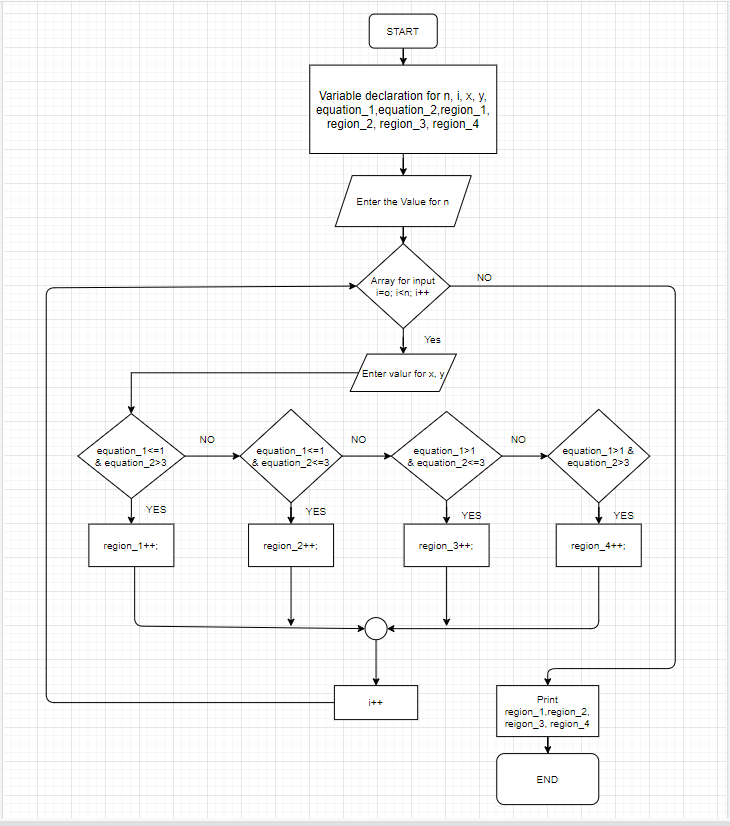 START
Variable declaration for n, i, x, y,
equation_1,equation_2,region_1,
region_2, region_3, region_4
Enter the Value for n
Array for input
i=o; i<n; i++
NO
Yes
Enter valur for x, y
equation_1<=1
& equation_2>3
NO
equation_1<=1
& equation_2<=3
NO
equation_1>1
& equation_2<=3
NO
equation_1>1 &
equation_2>3
YES
YES
YES
YES
region_1++;
region_2++;
region_3++;
region_4++;
i++
Print
region_1,region_2,
reigon_3, region_4
END